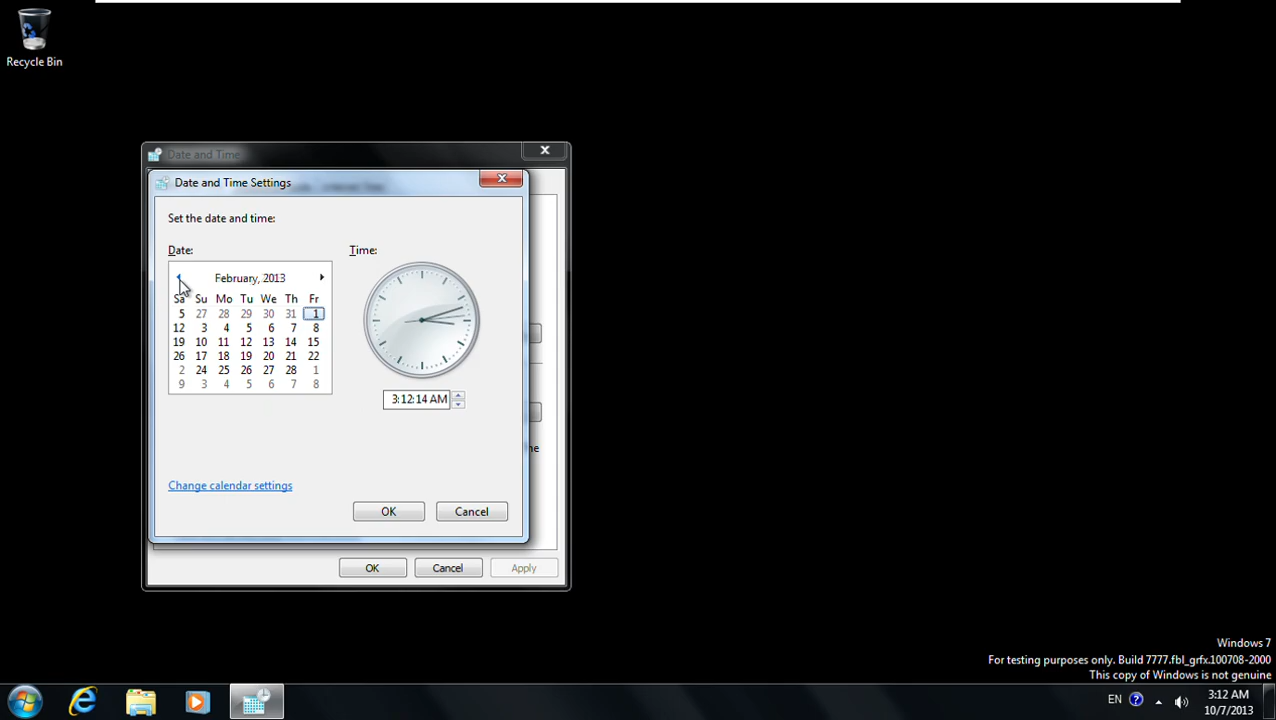 Recycle Bin
Date and Time
Date and Time Settings
Set the date and time:
Date:
Time:
February, 2013
Sa Su Mo Tu We Th Fr
5 27 28 29 30 31 1
12 3 4 5 6 7 8
19 10 11 12 13 14 15
26 17 18 19 20 21 22
2 24 25 26 27 28 1
9 3 4 5 6 7 8
3:12:14 AM
Change calendar settings
OK Cancel
OK Cancel Apply
Windows 7
For testing purposes only. Build 7777.fbl_grfx.100708-2000
This copy of Windows is not genuine
EN
3:12 AM
10/7/2013